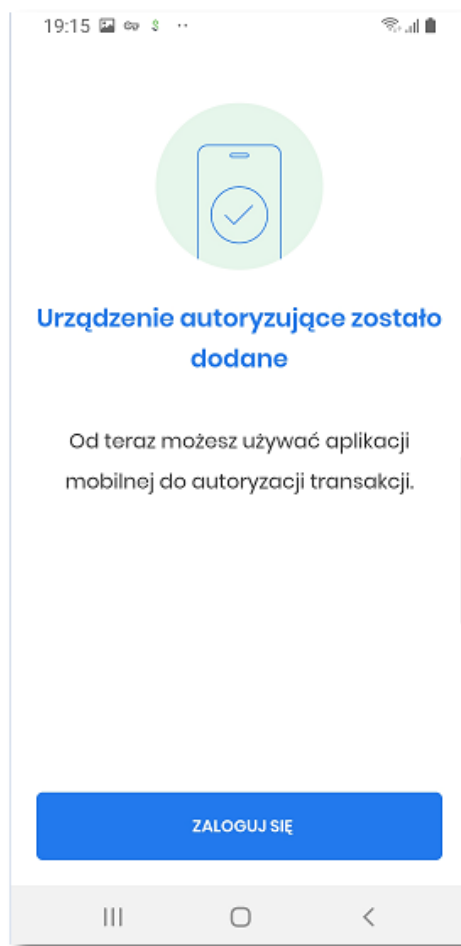 19:15
Urządzenie autoryzujące zostało
dodane
Od teraz możesz używać aplikacji
mobilnej do autoryzacji transakcji.
ZALOGUJ SIĘ